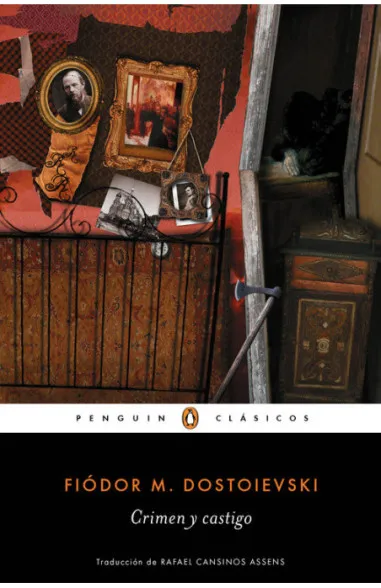 PENGUIN CLÁSICOS
FIÓDOR M. DOSTOIEVSKI
Crimen y castigo
Traducción de RAFAEL CANSINOS ASSENS